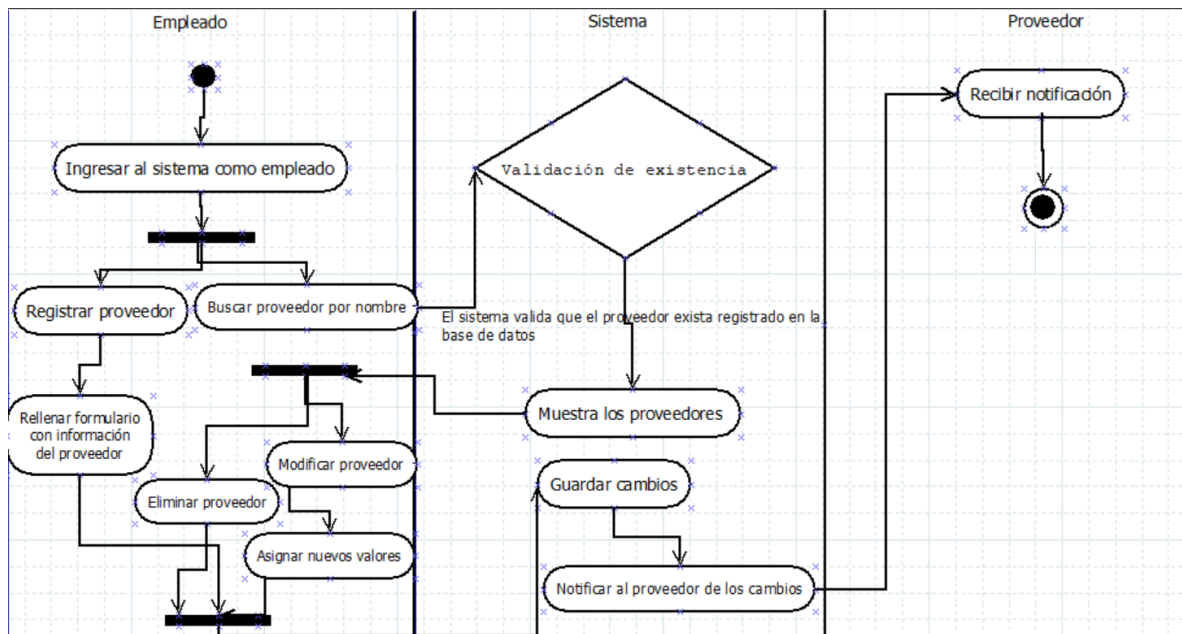 Empleado
Sistema
Proveedor
Ingresar al sistema como empleado
Registrar proveedor
Buscar proveedor por nombre
Rellenar formulario
con información
del proveedor
Eliminar proveedor
Modificar proveedor
Asignar nuevos valores
Validación de existencia
El sistema valida que el proveedor exista registrado en la
base de datos
Muestra los proveedores
Guardar cambios
Notificar al proveedor de los cambios
Recibir notificación